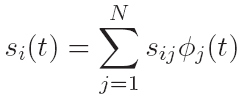 $s_i(t) = \sum_{j=1}^{N} s_{ij} \phi_j(t)$